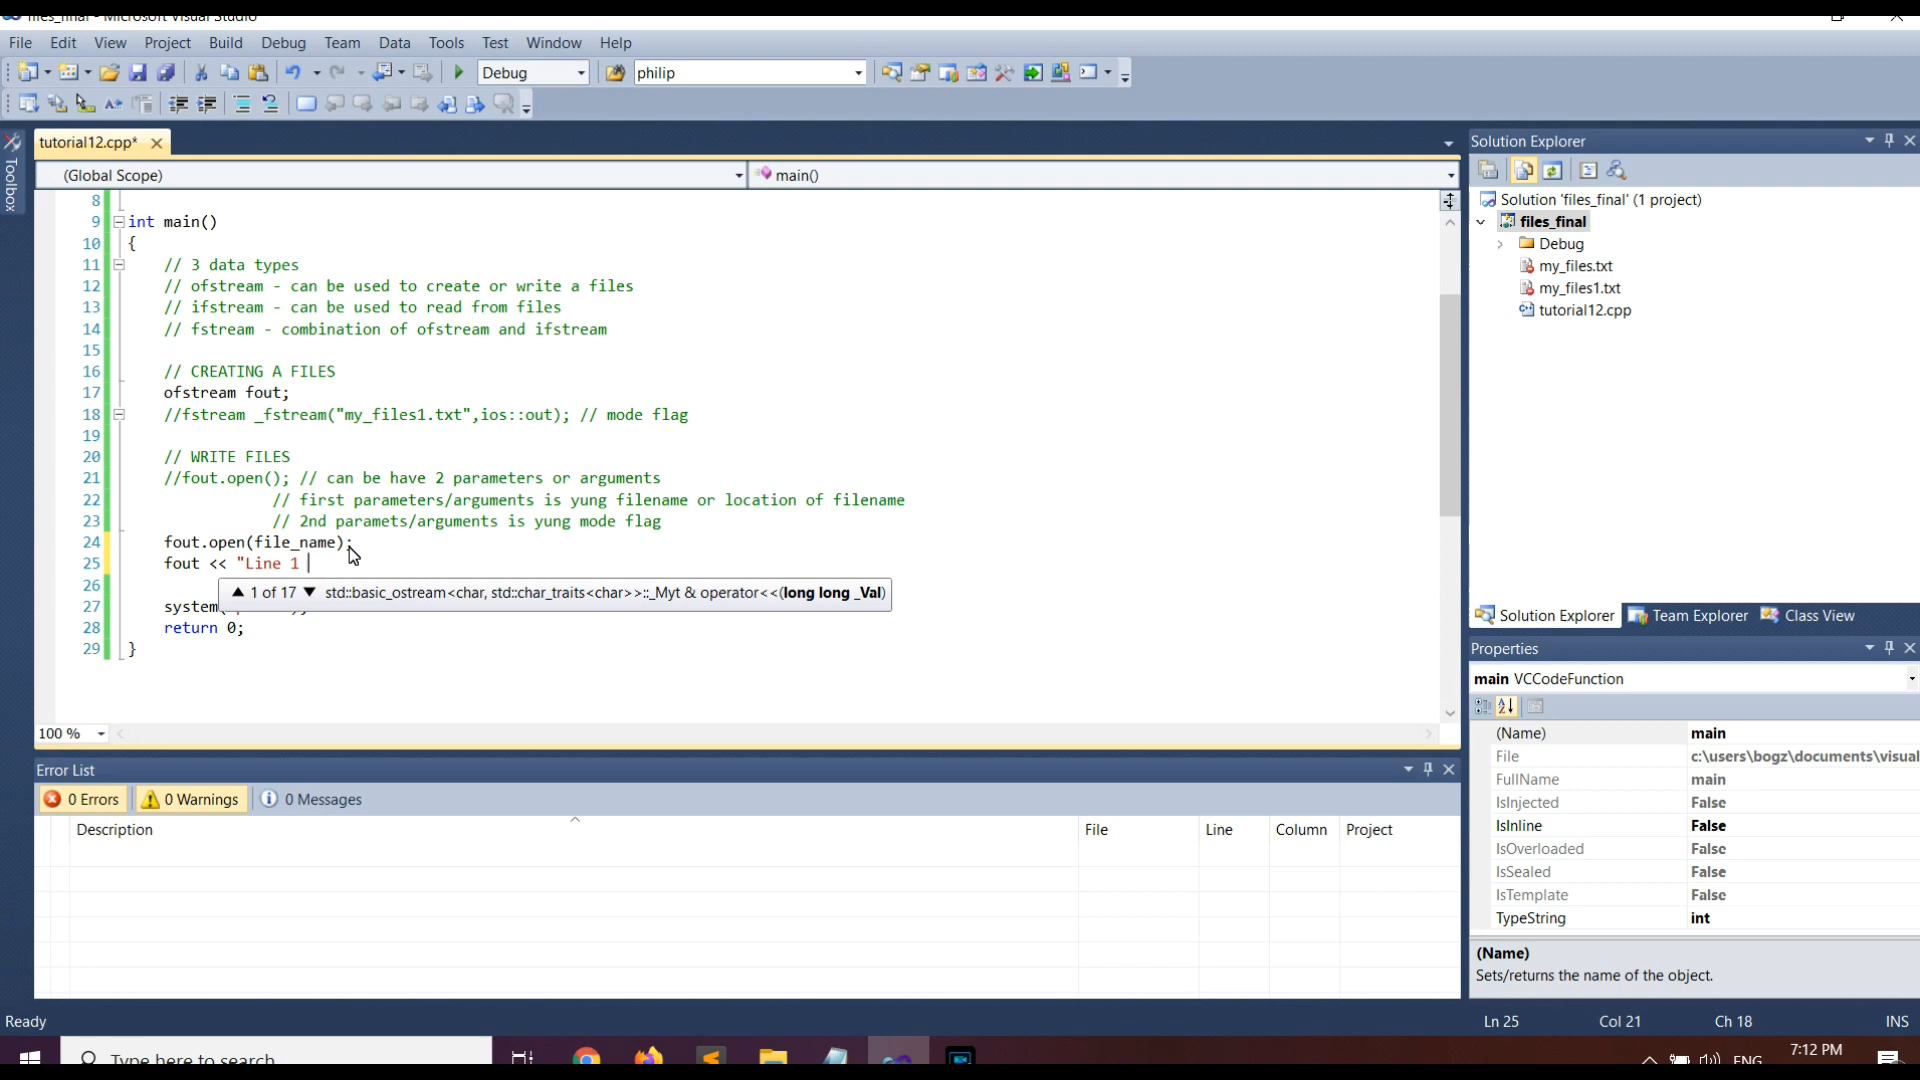 files_final - Microsoft Visual Studio
File Edit View Project Build Debug Team Data Tools Test Window Help
Debug philip
tutorial12.cpp*
Toolbox
(Global Scope) main()
8
9 int main()
10 {
11 // 3 data types
12 // ofstream - can be used to create or write a files
13 // ifstream - can be used to read from files
14 // fstream - combination of ofstream and ifstream
15
16 // CREATING A FILES
17 ofstream fout;
18 //fstream _fstream("my_files1.txt",ios::out); // mode flag
19
20 // WRITE FILES
21 //fout.open(); // can be have 2 parameters or arguments
22 // first parameters/arguments is yung filename or location of filename
23 // 2nd paramets/arguments is yung mode flag
24 fout.open(file_name);
25 fout << "Line 1
26 1 of 17 std::basic_ostream<char, std::char_traits<char>>::_Myt & operator<<(long long _Val)
27 system(
28 return 0;
29 }
100 %
Error List
0 Errors 0 Warnings 0 Messages
Description File Line Column Project
Solution Explorer
Solution 'files_final' (1 project)
files_final
Debug
my_files.txt
my_files1.txt
tutorial12.cpp
Solution Explorer Team Explorer Class View
Properties
main VCCodeFunction
(Name) main
File c:\users\bogz\documents\visual
FullName main
IsInjected False
IsInline False
IsOverloaded False
IsSealed False
IsTemplate False
TypeString int
(Name)
Sets/returns the name of the object.
Ready Ln 25 Col 21 Ch 18 INS
Type here to search
ENG 7:12 PM